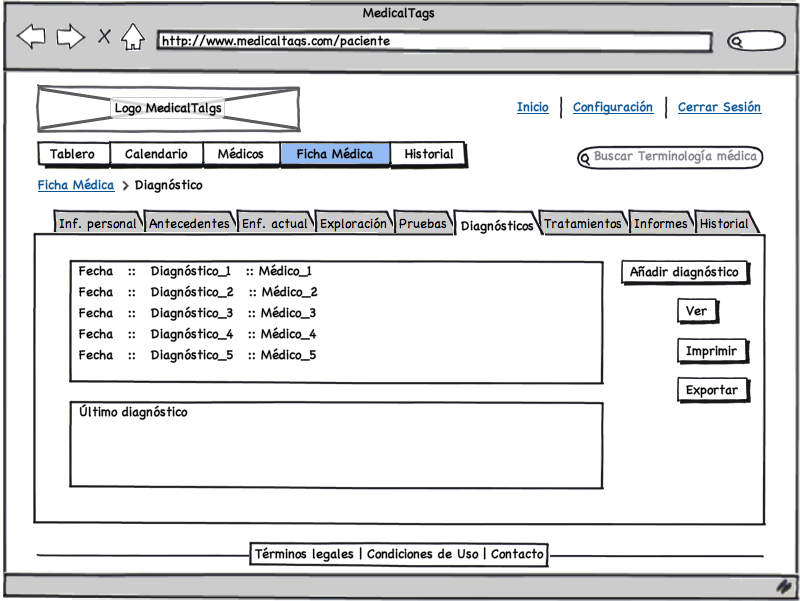 MedicalTags
http://www.medicaltags.com/paciente
Logo MedicalTalgs
Inicio | Configuración | Cerrar Sesión
Tablero Calendario Médicos Ficha Médica Historial
Buscar Terminología médica
Ficha Médica > Diagnóstico
Inf. personal Antecedentes Enf. actual Exploración Pruebas Diagnósticos Tratamientos Informes Historial
Fecha :: Diagnóstico_1 :: Médico_1
Fecha :: Diagnóstico_2 :: Médico_2
Fecha :: Diagnóstico_3 :: Médico_3
Fecha :: Diagnóstico_4 :: Médico_4
Fecha :: Diagnóstico_5 :: Médico_5
Añadir diagnóstico
Ver
Imprimir
Exportar
Último diagnóstico
Términos legales | Condiciones de Uso | Contacto